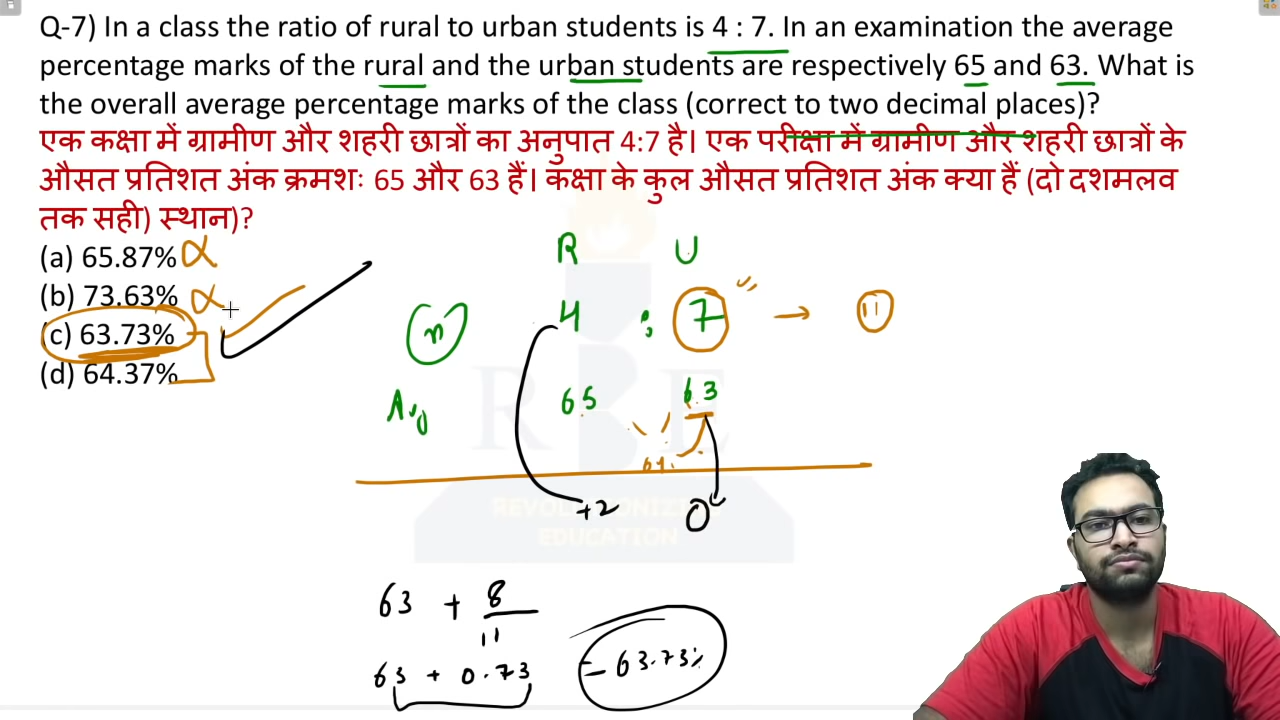 Q-7) In a class the ratio of rural to urban students is 4 : 7. In an examination the average
percentage marks of the rural and the urban students are respectively 65 and 63. What is
the overall average percentage marks of the class (correct to two decimal places)?
एक कक्षा में ग्रामीण और शहरी छात्रों का अनुपात 4:7 है। एक परीक्षा में ग्रामीण और शहरी छात्रों के
औसत प्रतिशत अंक क्रमशः 65 और 63 हैं। कक्षा के कुल औसत प्रतिशत अंक क्या हैं (दो दशमलव
तक सही) स्थान)?
(a) 65.87%
(b) 73.63%
(c) 63.73%
(d) 64.37%
R U
n 4 : 7 → 11
Avg 65 63
64
R E
REVOLUTIONIZING
EDUCATION
+2 0
63 + 8/11
63 + 0.73 = 63.73%